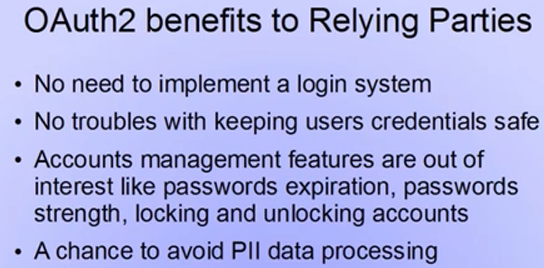 OAuth2 benefits to Relying Parties
• No need to implement a login system
• No troubles with keeping users credentials safe
• Accounts management features are out of
interest like passwords expiration, passwords
strength, locking and unlocking accounts
• A chance to avoid PII data processing